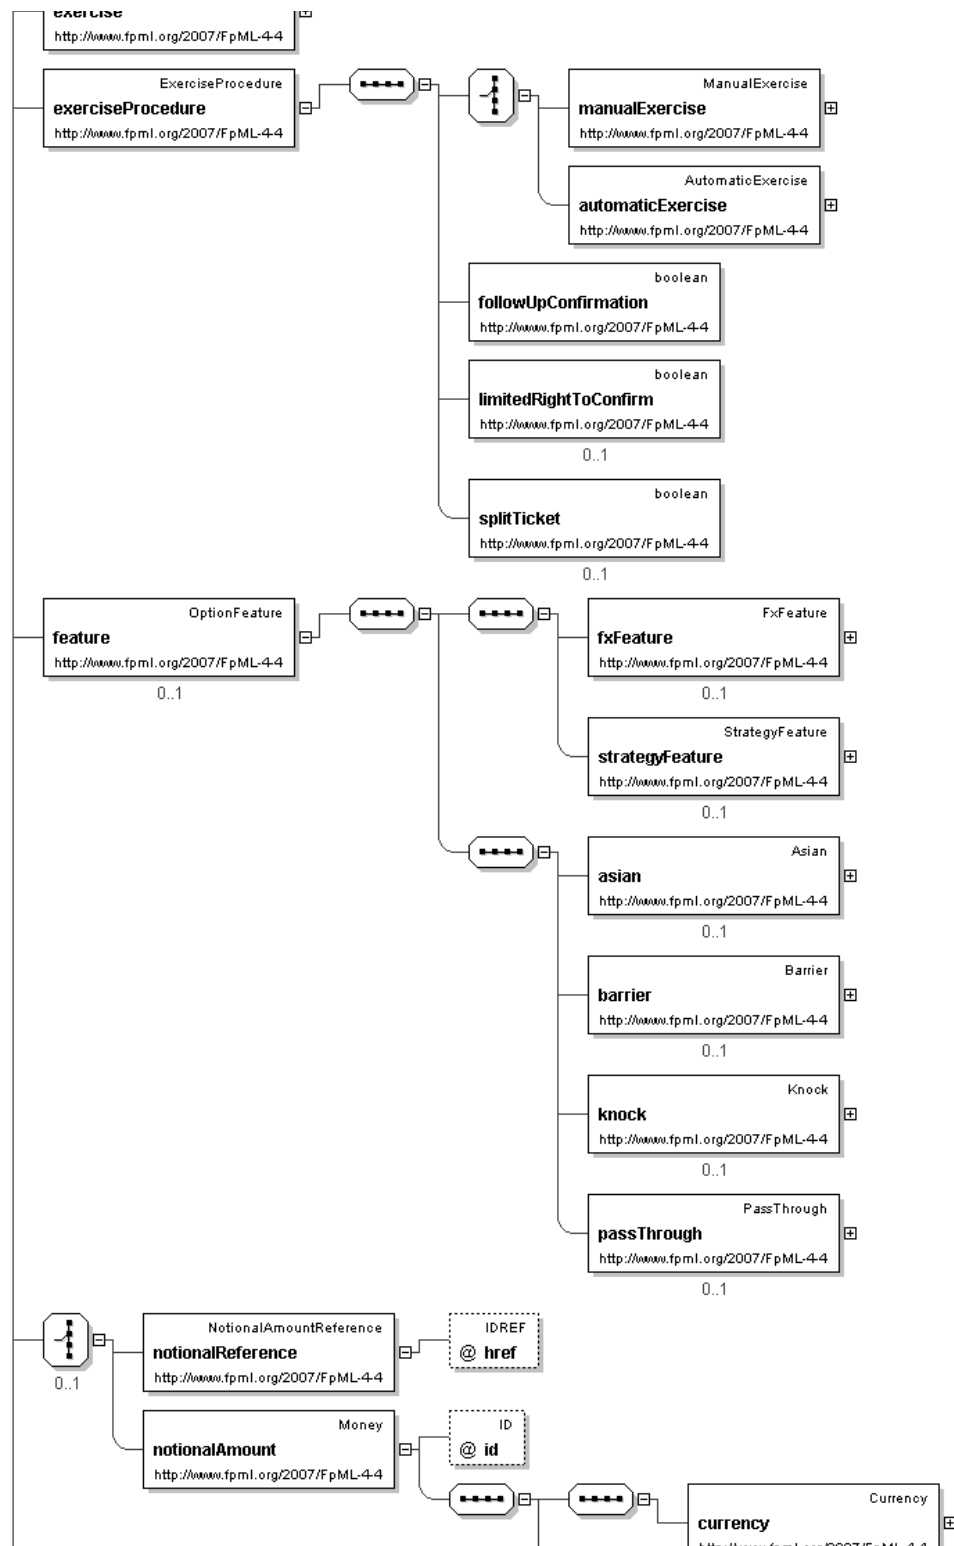 exercise
http://www.fpml.org/2007/FpML-4-4
ExerciseProcedure
exerciseProcedure
http://www.fpml.org/2007/FpML-4-4
ManualExercise
manualExercise
http://www.fpml.org/2007/FpML-4-4
AutomaticExercise
automaticExercise
http://www.fpml.org/2007/FpML-4-4
boolean
followUpConfirmation
http://www.fpml.org/2007/FpML-4-4
boolean
limitedRightToConfirm
http://www.fpml.org/2007/FpML-4-4
0..1
boolean
splitTicket
http://www.fpml.org/2007/FpML-4-4
0..1
OptionFeature
feature
http://www.fpml.org/2007/FpML-4-4
0..1
FxFeature
fxFeature
http://www.fpml.org/2007/FpML-4-4
0..1
StrategyFeature
strategyFeature
http://www.fpml.org/2007/FpML-4-4
0..1
Asian
asian
http://www.fpml.org/2007/FpML-4-4
0..1
Barrier
barrier
http://www.fpml.org/2007/FpML-4-4
0..1
Knock
knock
http://www.fpml.org/2007/FpML-4-4
0..1
PassThrough
passThrough
http://www.fpml.org/2007/FpML-4-4
0..1
0..1
NotionalAmountReference
notionalReference
http://www.fpml.org/2007/FpML-4-4
IDREF
@ href
Money
notionalAmount
http://www.fpml.org/2007/FpML-4-4
ID
@ id
Currency
currency
http://www.fpml.org/2007/FpML-4-4